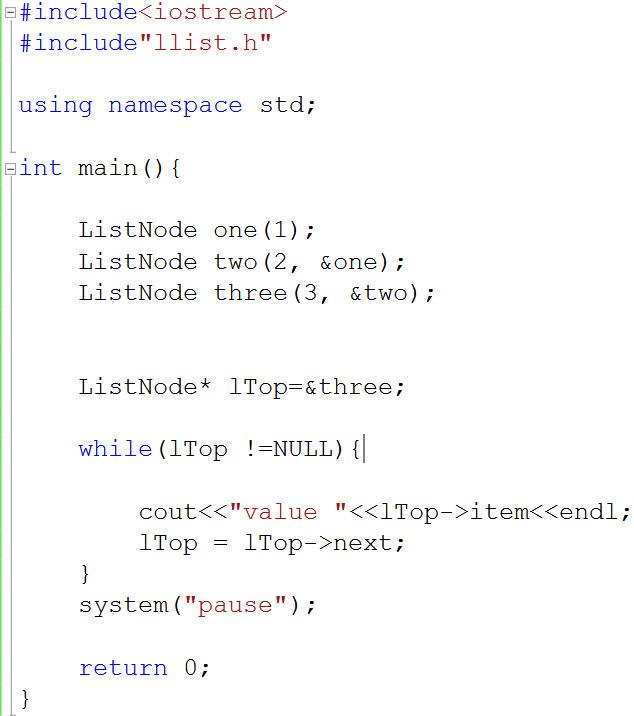 #include<iostream>
#include"llist.h"
using namespace std;
int main(){
ListNode one(1);
ListNode two(2, &one);
ListNode three(3, &two);
ListNode* lTop=&three;
while(lTop !=NULL){
cout<<"value "<<lTop->item<<endl;
lTop = lTop->next;
}
system("pause");
return 0;
}